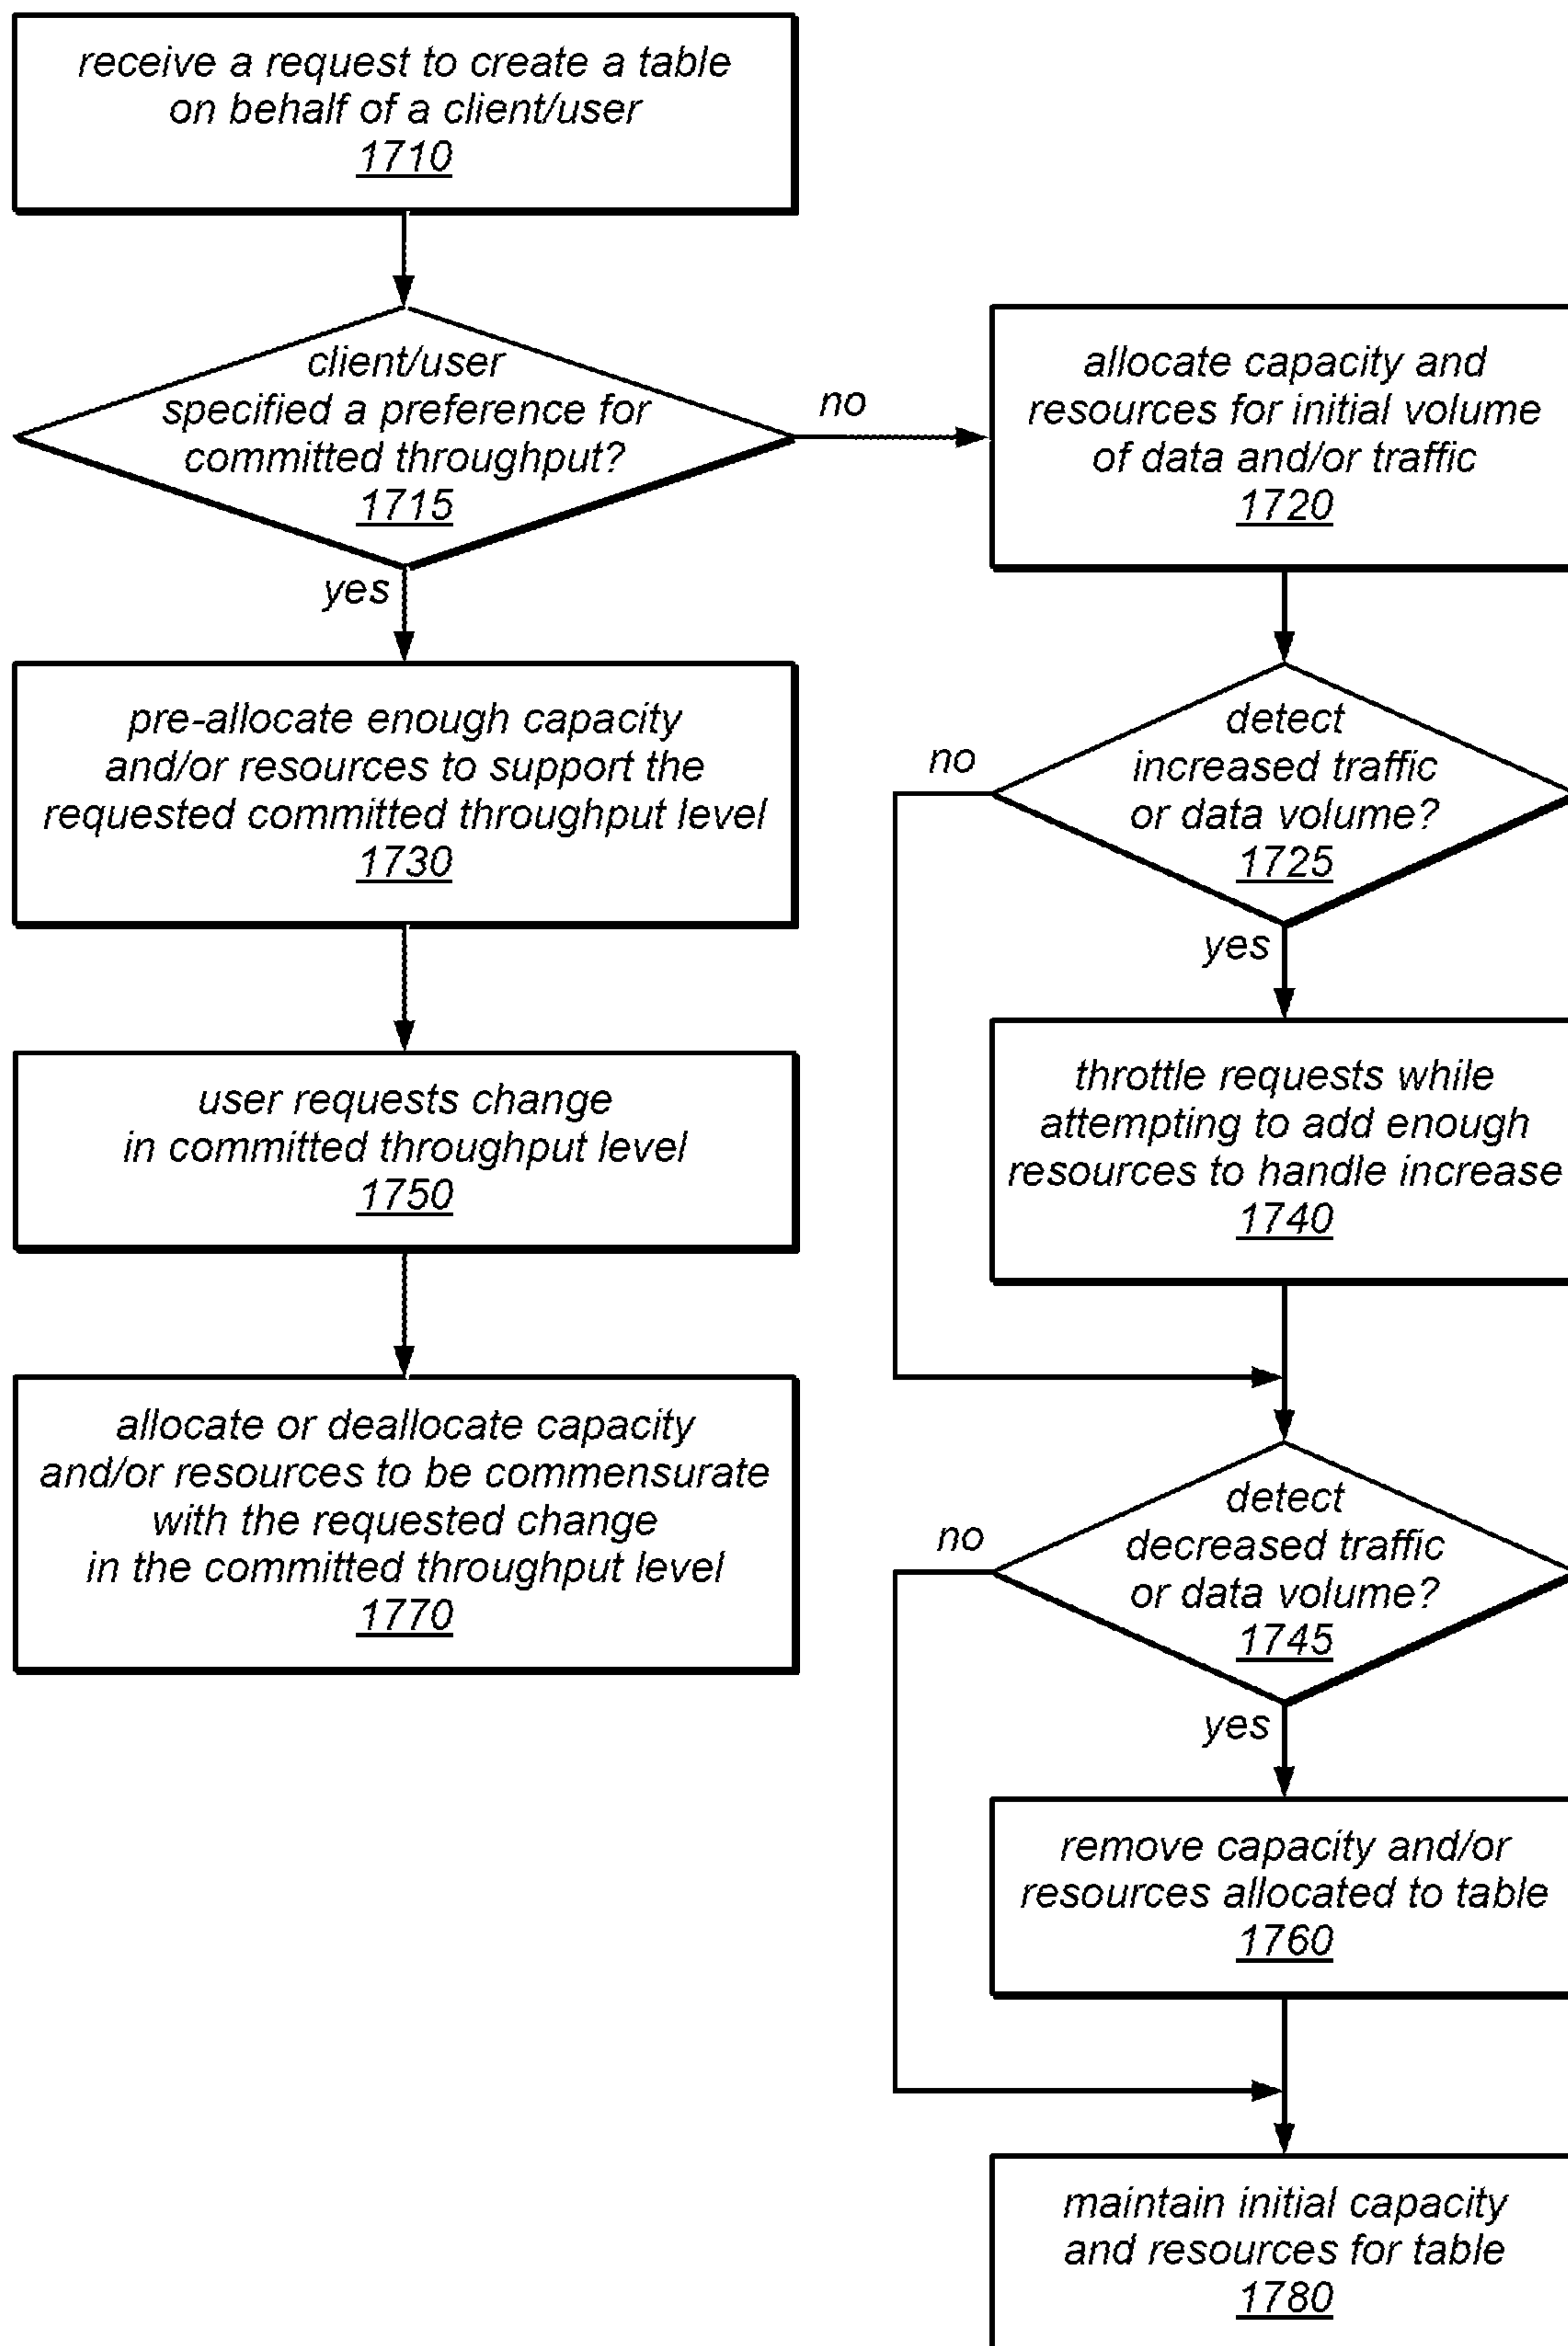 receive a request to create a table
on behalf of a client/user
1710
client/user
specified a preference for
committed throughput?
1715
no
yes
allocate capacity and
resources for initial volume
of data and/or traffic
1720
pre-allocate enough capacity
and/or resources to support the
requested committed throughput level
1730
detect
increased traffic
or data volume?
1725
no
yes
user requests change
in committed throughput level
1750
throttle requests while
attempting to add enough
resources to handle increase
1740
allocate or deallocate capacity
and/or resources to be commensurate
with the requested change
in the committed throughput level
1770
detect
decreased traffic
or data volume?
1745
no
yes
remove capacity and/or
resources allocated to table
1760
maintain initial capacity
and resources for table
1780